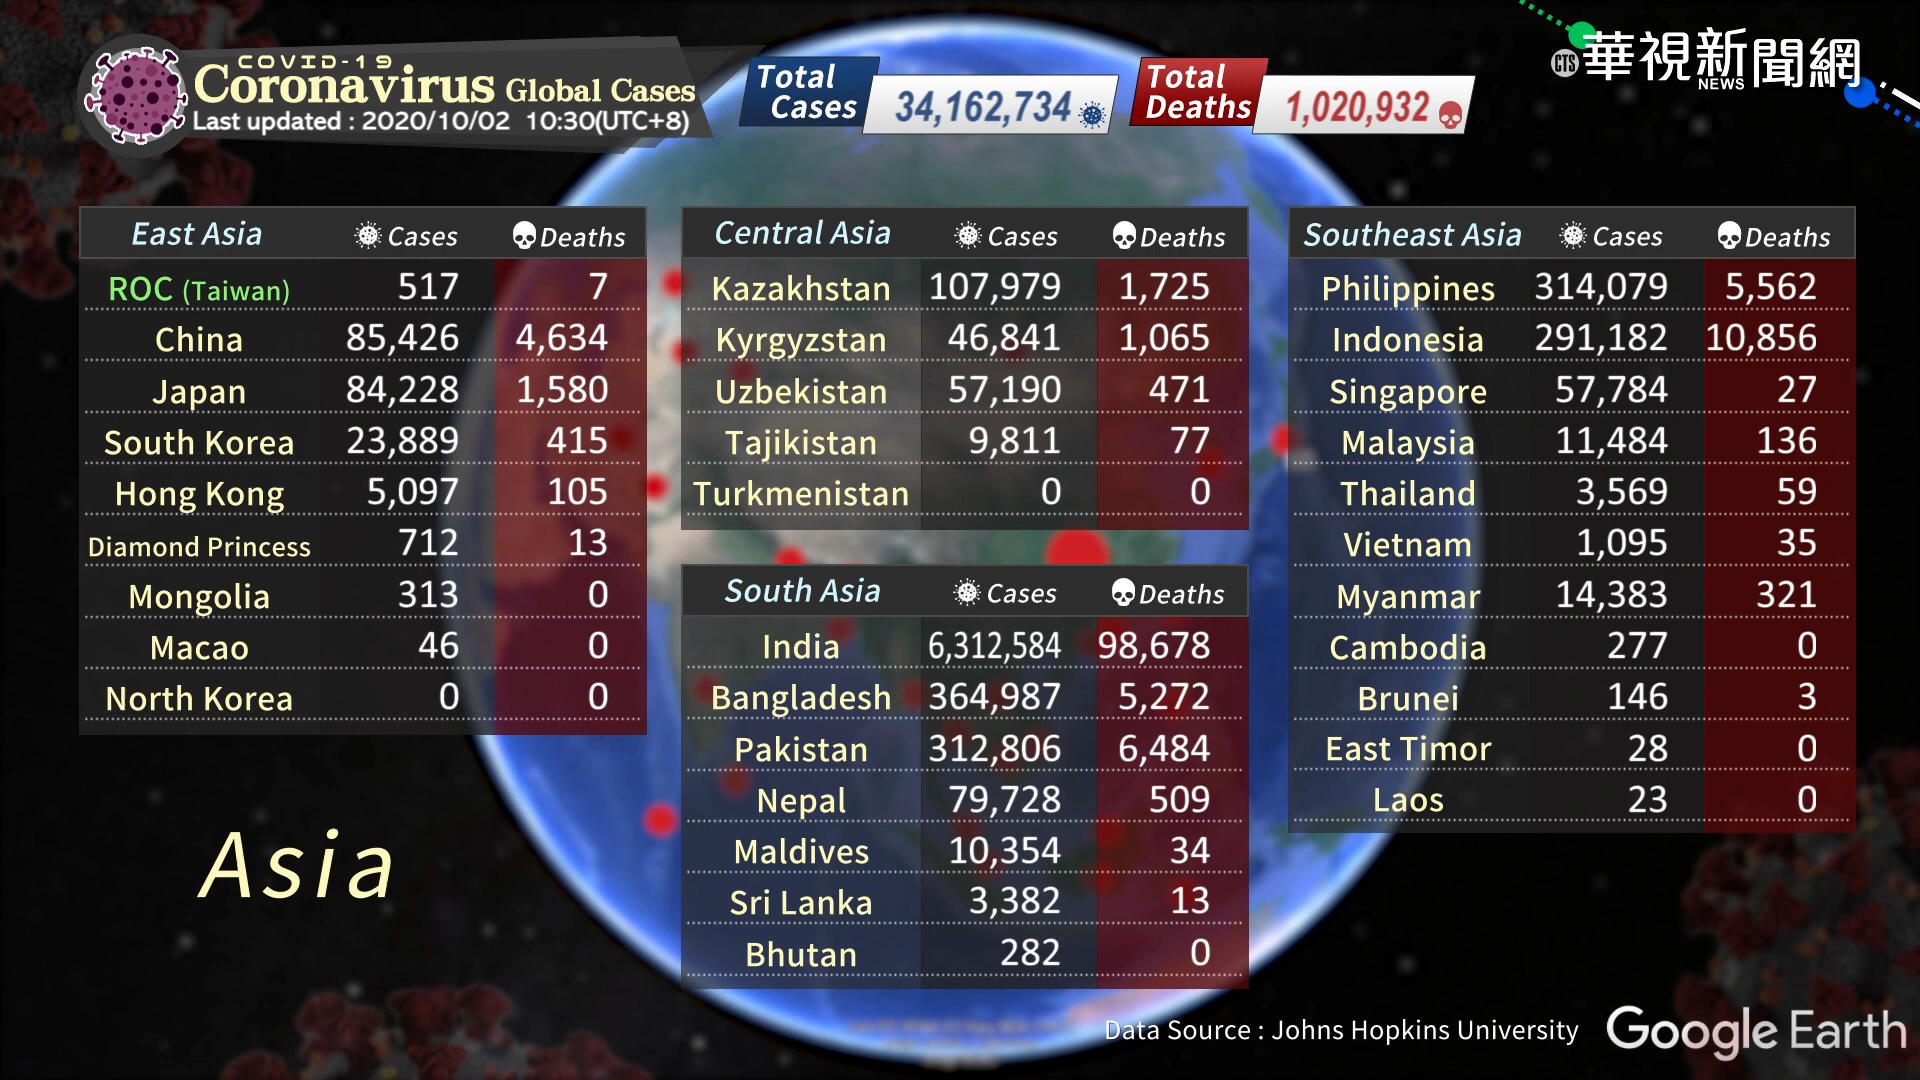 COVID-19
Coronavirus Global Cases
Last updated : 2020/10/02 10:30(UTC+8)
Total Cases
34,162,734
Total Deaths
1,020,932
CTS 華視新聞網
NEWS
East Asia Cases Deaths
ROC (Taiwan) 517 7
China 85,426 4,634
Japan 84,228 1,580
South Korea 23,889 415
Hong Kong 5,097 105
Diamond Princess 712 13
Mongolia 313 0
Macao 46 0
North Korea 0 0
Central Asia Cases Deaths
Kazakhstan 107,979 1,725
Kyrgyzstan 46,841 1,065
Uzbekistan 57,190 471
Tajikistan 9,811 77
Turkmenistan 0 0
South Asia Cases Deaths
India 6,312,584 98,678
Bangladesh 364,987 5,272
Pakistan 312,806 6,484
Nepal 79,728 509
Maldives 10,354 34
Sri Lanka 3,382 13
Bhutan 282 0
Southeast Asia Cases Deaths
Philippines 314,079 5,562
Indonesia 291,182 10,856
Singapore 57,784 27
Malaysia 11,484 136
Thailand 3,569 59
Vietnam 1,095 35
Myanmar 14,383 321
Cambodia 277 0
Brunei 146 3
East Timor 28 0
Laos 23 0
Asia
Data Source : Johns Hopkins University
Google Earth